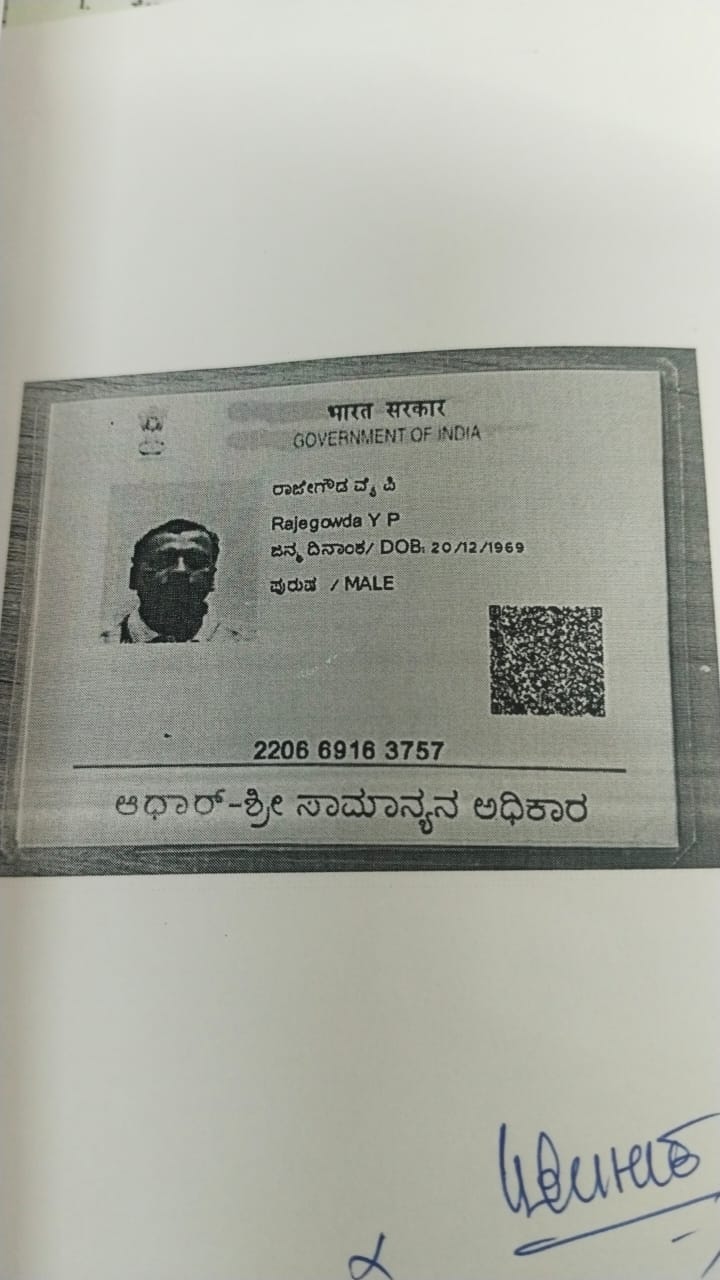 भारत सरकार
GOVERNMENT OF INDIA
ರಾಜೇಗೌಡ ವೈ ಪಿ
Rajegowda Y P
ಜನ್ಮ ದಿನಾಂಕ/ DOB: 20/12/1969
ಪುರುಷ / MALE
2206 6916 3757
ಆಧಾರ್-ಶ್ರೀ ಸಾಮಾನ್ಯನ ಅಧಿಕಾರ